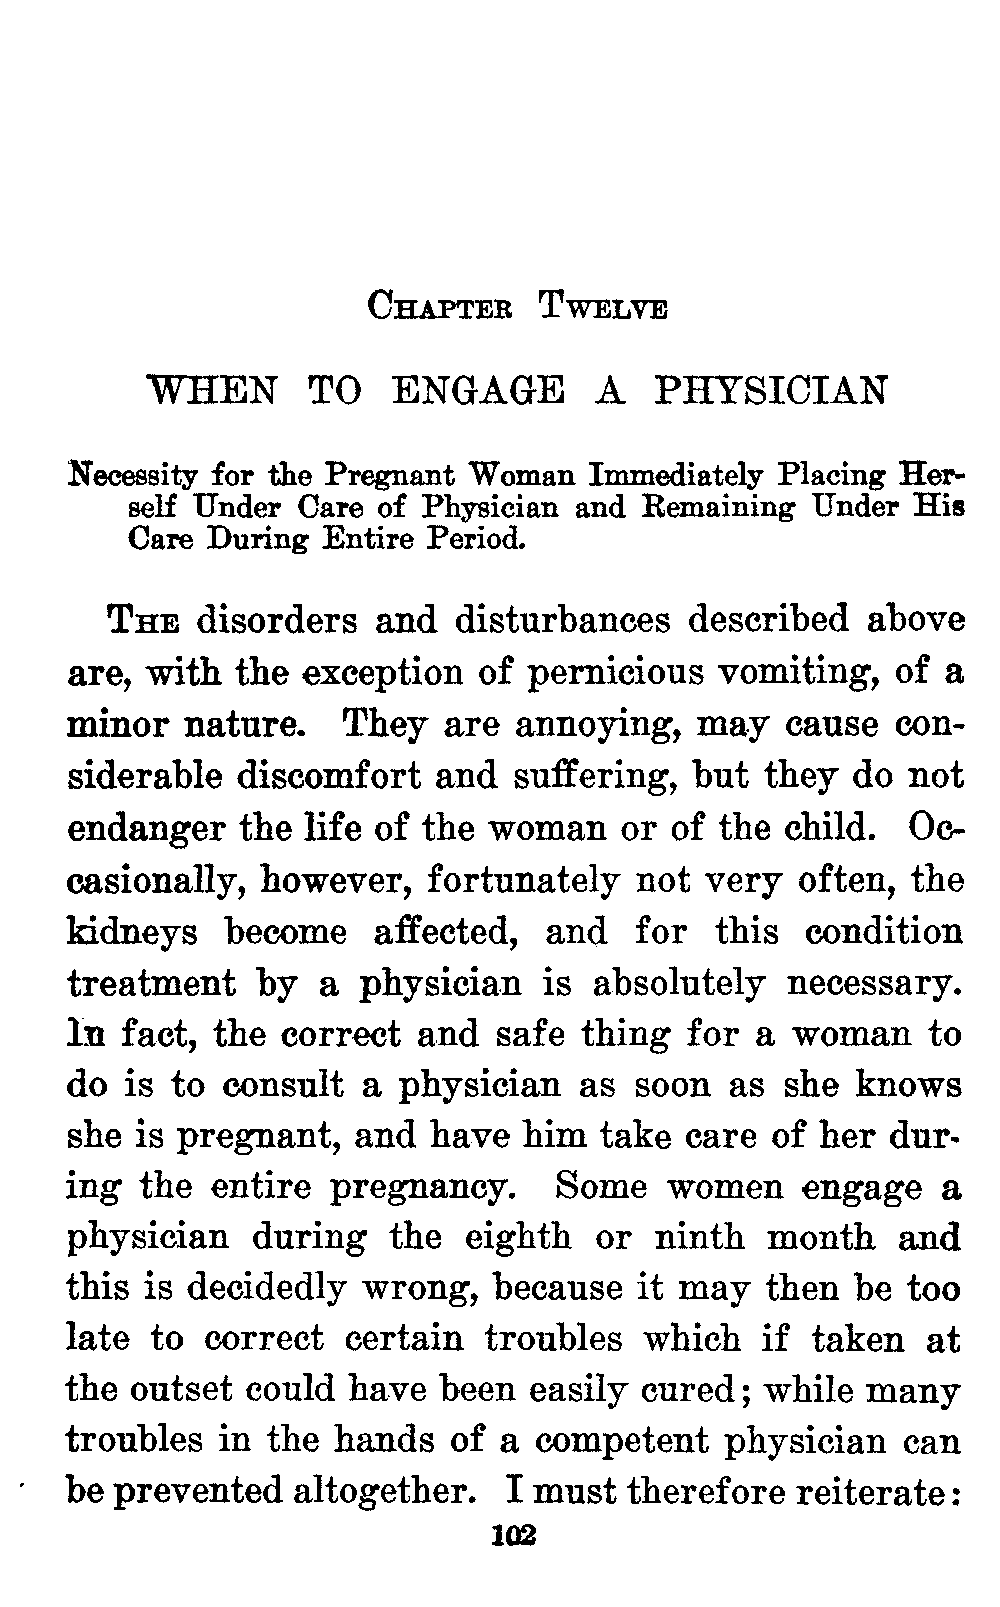 Chapter Twelve
WHEN TO ENGAGE A PHYSICIAN
Necessity for the Pregnant Woman Immediately Placing Her-
self Under Care of Physician and Remaining Under His
Care During Entire Period.
The disorders and disturbances described above
are, with the exception of pernicious vomiting, of a
minor nature. They are annoying, may cause con-
siderable discomfort and suffering, but they do not
endanger the life of the woman or of the child. Oc-
casionally, however, fortunately not very often, the
kidneys become affected, and for this condition
treatment by a physician is absolutely necessary.
In fact, the correct and safe thing for a woman to
do is to consult a physician as soon as she knows
she is pregnant, and have him take care of her dur-
ing the entire pregnancy. Some women engage a
physician during the eighth or ninth month and
this is decidedly wrong, because it may then be too
late to correct certain troubles which if taken at
the outset could have been easily cured; while many
troubles in the hands of a competent physician can
be prevented altogether. I must therefore reiterate:
102